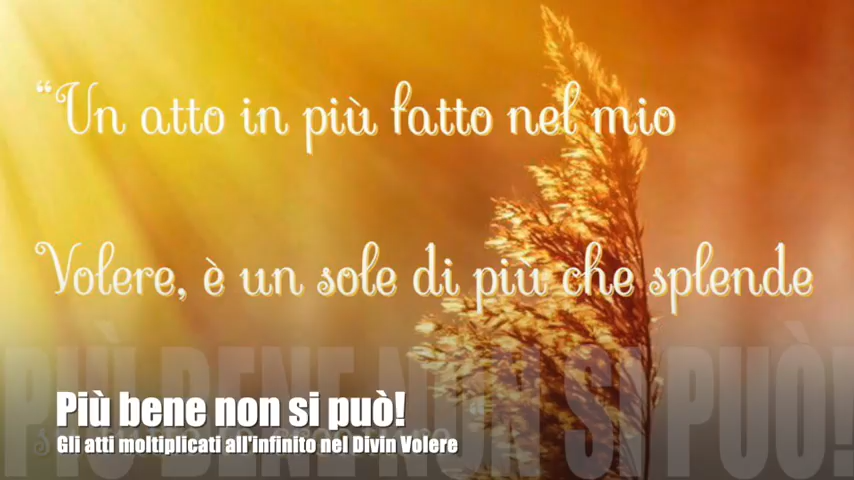 “Un atto in più fatto nel mio
Volere, è un sole di più che splende
PIÙ BENE NON SI PUÒ!
Più bene non si può!
Gli atti moltiplicati all'infinito nel Divin Volere